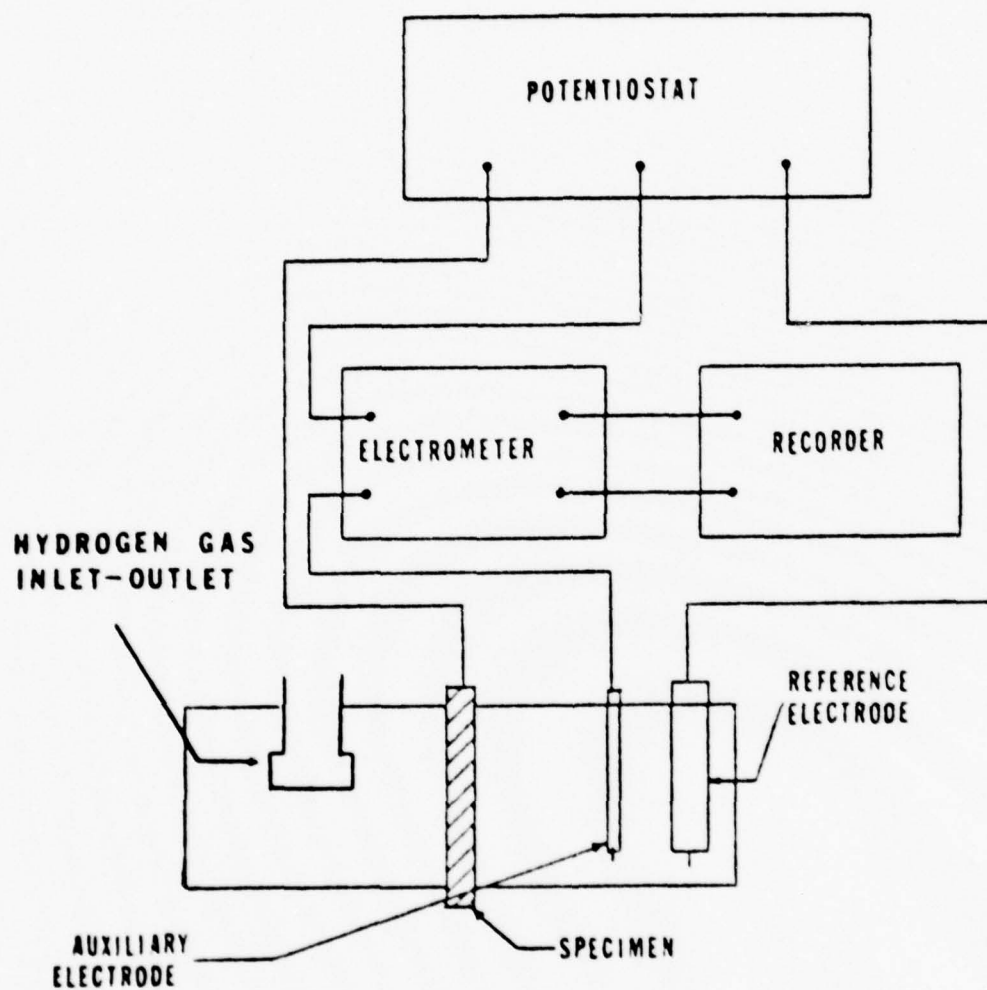 POTENTIOSTAT
ELECTROMETER
RECORDER
HYDROGEN GAS
INLET-OUTLET
REFERENCE
ELECTRODE
AUXILIARY
ELECTRODE
SPECIMEN